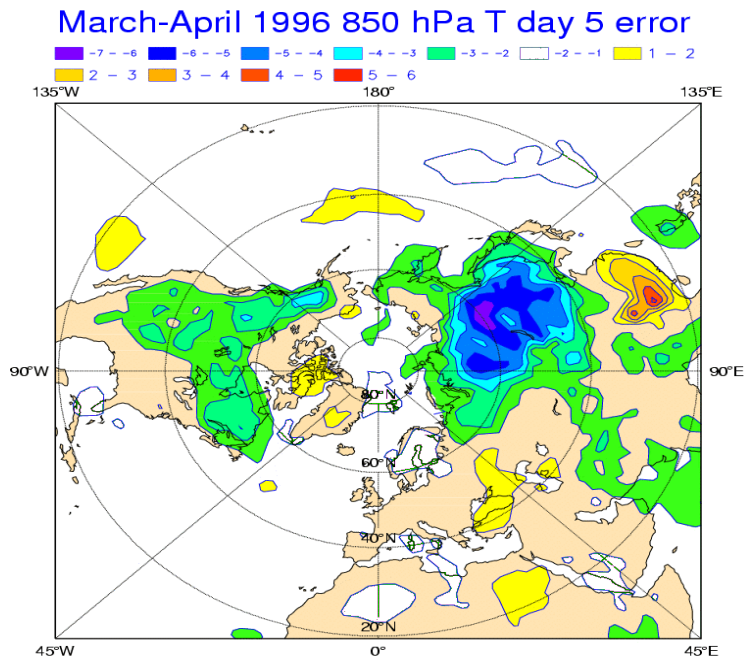 March-April 1996 850 hPa T day 5 error
-7 - -6 -6 - -5 -5 - -4 -4 - -3 -3 - -2 -2 - -1 1 - 2
2 - 3 3 - 4 4 - 5 5 - 6
135°W 180° 135°E
90°W 90°E
80°N
60°N
40°N
20°N
45°W 0° 45°E